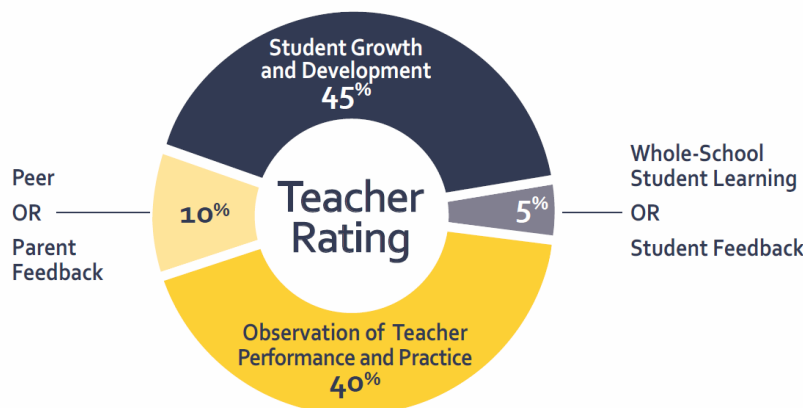 Student Growth
and Development
45%
Peer
OR
Parent
Feedback
10%
Teacher
Rating
5%
Whole-School
Student Learning
OR
Student Feedback
Observation of Teacher
Performance and Practice
40%